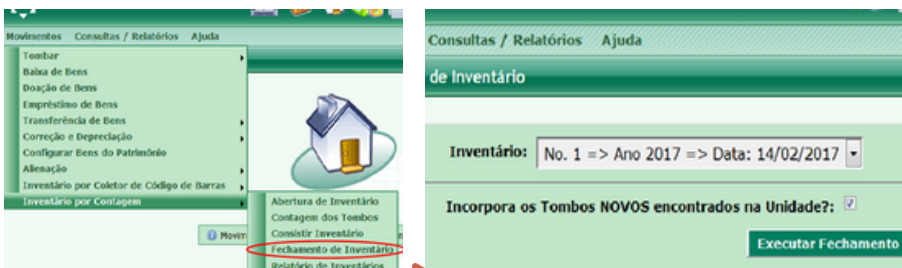 Movimentos Consultas / Relatórios Ajuda
Tombar
Baixa de Bens
Doação de Bens
Empréstimo de Bens
Transferência de Bens
Correção e Depreciação
Configurar Bens do Patrimônio
Alienação
Inventário por Coletor de Código de Barras
Inventário por Contagem
Abertura de Inventário
Contagem dos Tombos
Consistir Inventário
Fechamento de Inventário
Relatório de Inventários
Movim
Consultas / Relatórios Ajuda
de Inventário
Inventário: No. 1 => Ano 2017 => Data: 14/02/2017
Incorpora os Tombos NOVOS encontrados na Unidade?:
Executar Fechamento